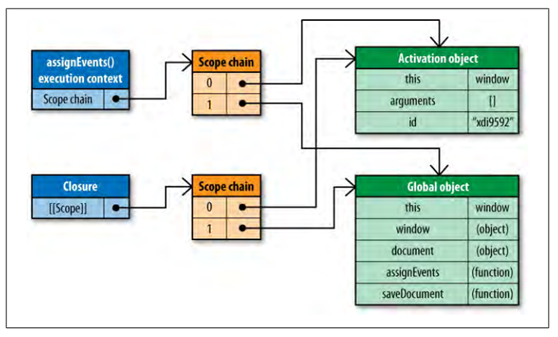 assignEvents()
execution context
Scope chain
Scope chain
0
1
Activation object
this window
arguments []
id "xdi9592"
Closure
[[Scope]]
Scope chain
0
1
Global object
this window
window (object)
document (object)
assignEvents (function)
saveDocument (function)